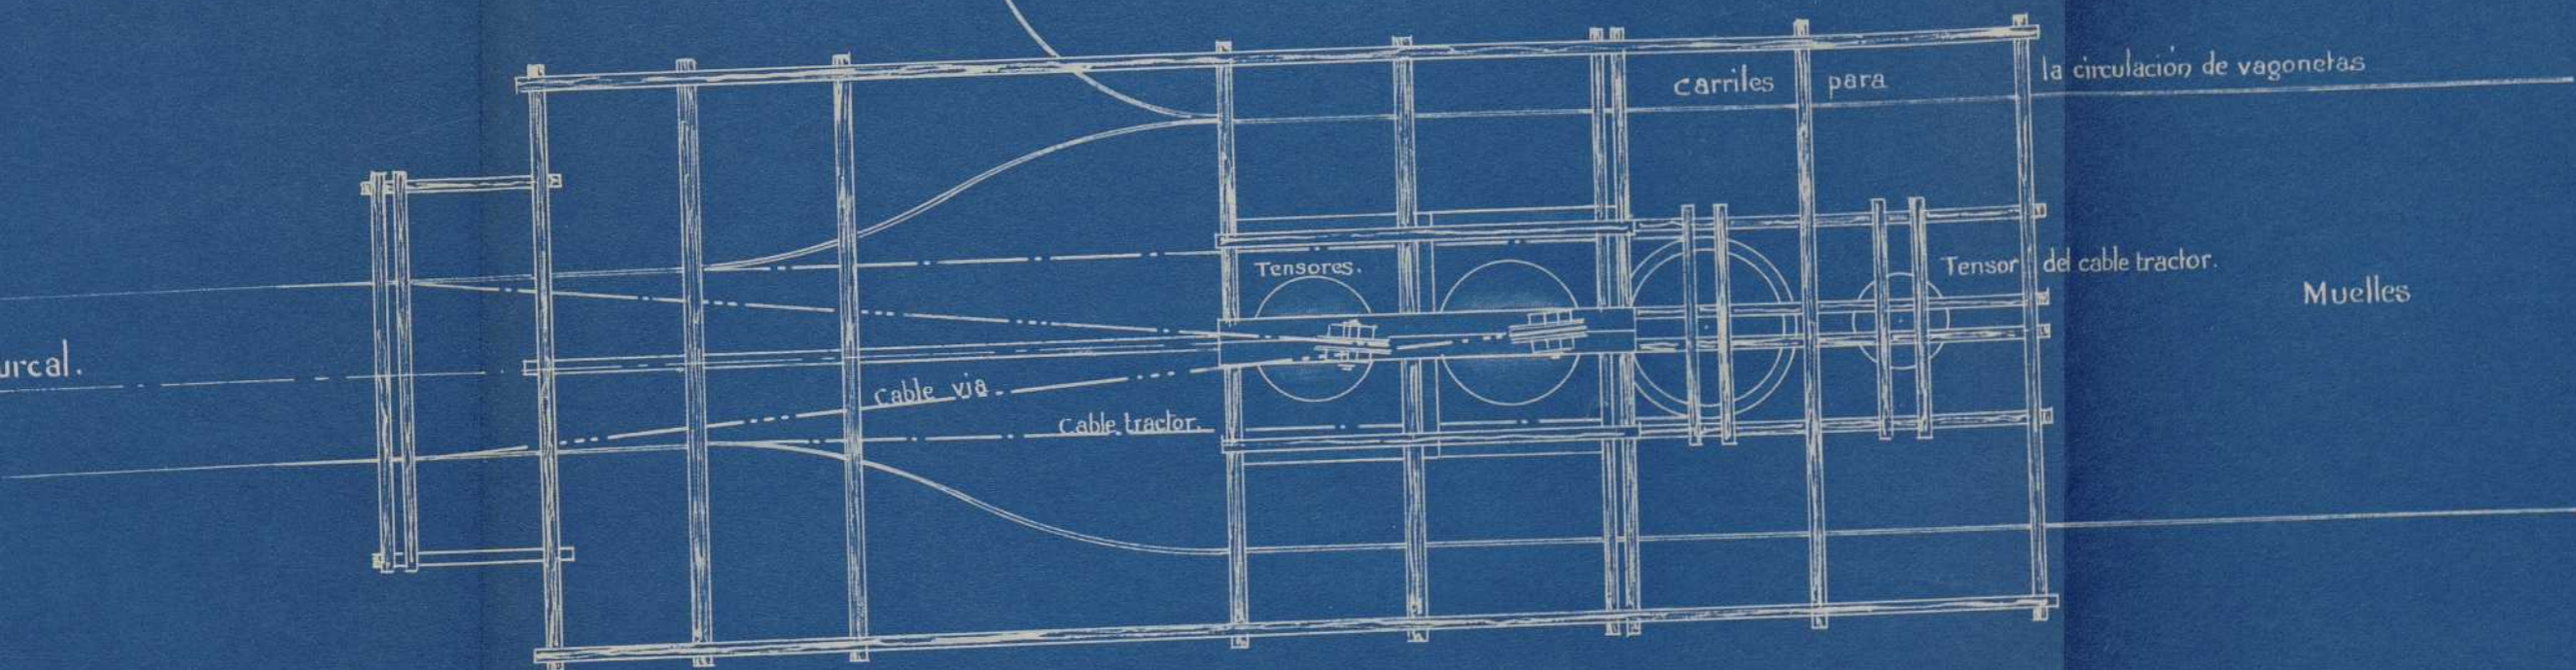 carriles para la circulación de vagonetas
Tensores.
Tensor del cable tractor.
Muelles
urcal.
Cable via
Cable tractor.